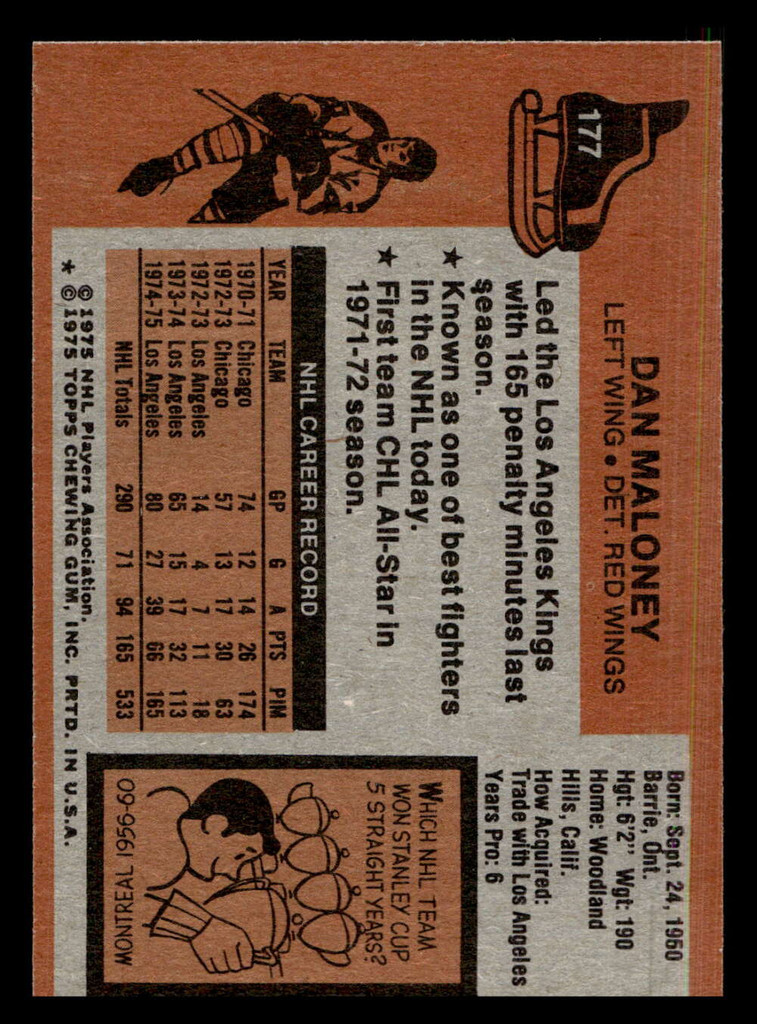 177
DAN MALONEY
LEFT WING • DET. RED WINGS
Born: Sept. 24, 1950
Barrie, Ont.
Hgt: 6'2" Wgt: 190
Home: Woodland
Hills, Calif.
How Acquired:
Trade with Los Angeles
Years Pro: 6
Led the Los Angeles Kings
with 165 penalty minutes last
season.
★ Known as one of best fighters
in the NHL today.
★ First team CHL All-Star in
1971-72 season.
NHL CAREER RECORD
YEAR TEAM GP G A PTS PIM
1970-71 Chicago 74 12 14 26 174
1972-73 Chicago 57 13 17 30 63
1972-73 Los Angeles 14 4 7 11 18
1973-74 Los Angeles 65 15 17 32 113
1974-75 Los Angeles 80 27 39 66 165
NHL Totals 290 71 94 165 533
WHICH NHL TEAM
WON STANLEY CUP
5 STRAIGHT YEARS?
MONTREAL 1956-60
© 1975 NHL Players Association.
* © 1975 TOPPS CHEWING GUM, INC. PRTD. IN U.S.A.